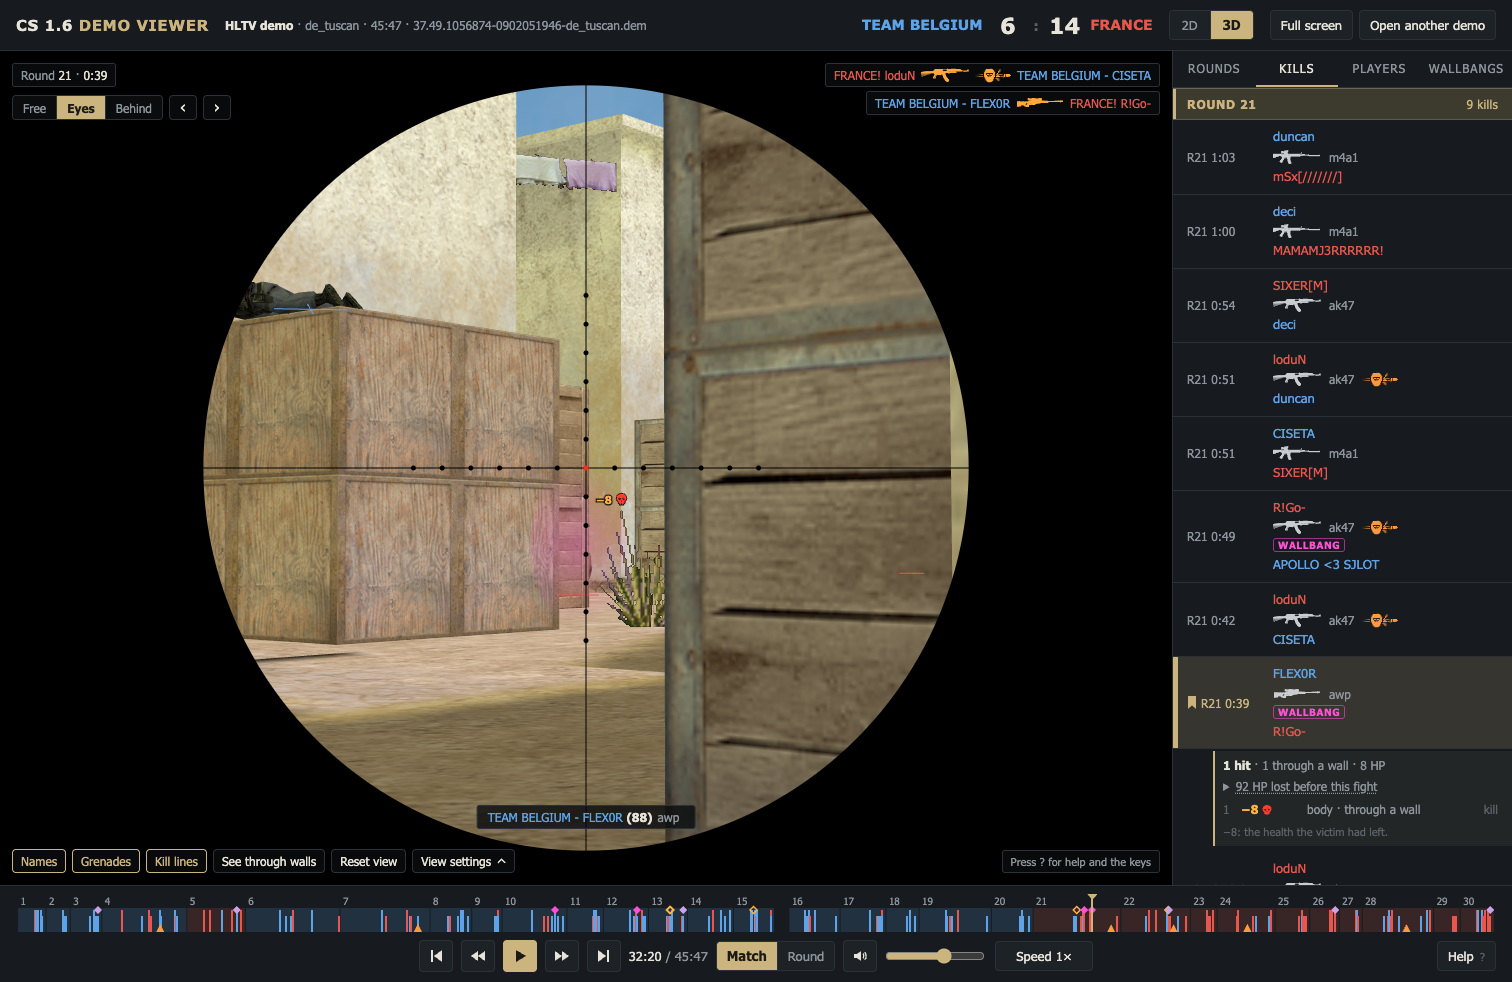 CS 1.6 DEMO VIEWER
HLTV demo · de_tuscan · 45:47 · 37.49.1056874-0902051946-de_tuscan.dem
TEAM BELGIUM 6 : 14 FRANCE
2D 3D
Full screen
Open another demo
Round 21 · 0:39
Free Eyes Behind < >
FRANCE! loduN TEAM BELGIUM - CISETA
TEAM BELGIUM - FLEX0R FRANCE! R!Go-
−8
TEAM BELGIUM - FLEX0R (88) awp
Names Grenades Kill lines See through walls Reset view View settings
Press ? for help and the keys
ROUNDS KILLS PLAYERS WALLBANGS
ROUND 21 9 kills
duncan
R21 1:03 m4a1
mSx[///////]
deci
R21 1:00 m4a1
MAMAMJ3RRRRRR!
SIXER[M]
R21 0:54 ak47
deci
loduN
R21 0:51 ak47
duncan
CISETA
R21 0:51 m4a1
SIXER[M]
R!Go-
R21 0:49 ak47
WALLBANG
APOLLO <3 SJLOT
loduN
R21 0:42 ak47
CISETA
FLEX0R
R21 0:39 awp
WALLBANG
R!Go-
1 hit · 1 through a wall · 8 HP
92 HP lost before this fight
1 −8 body · through a wall kill
−8: the health the victim had left.
loduN
1 2 3 4 5 6 7 8 9 10 11 12 13 14 15 16 17 18 19 20 21 22 23 24 25 26 27 28 29 30
32:20 / 45:47
Match Round
Speed 1×
Help ?